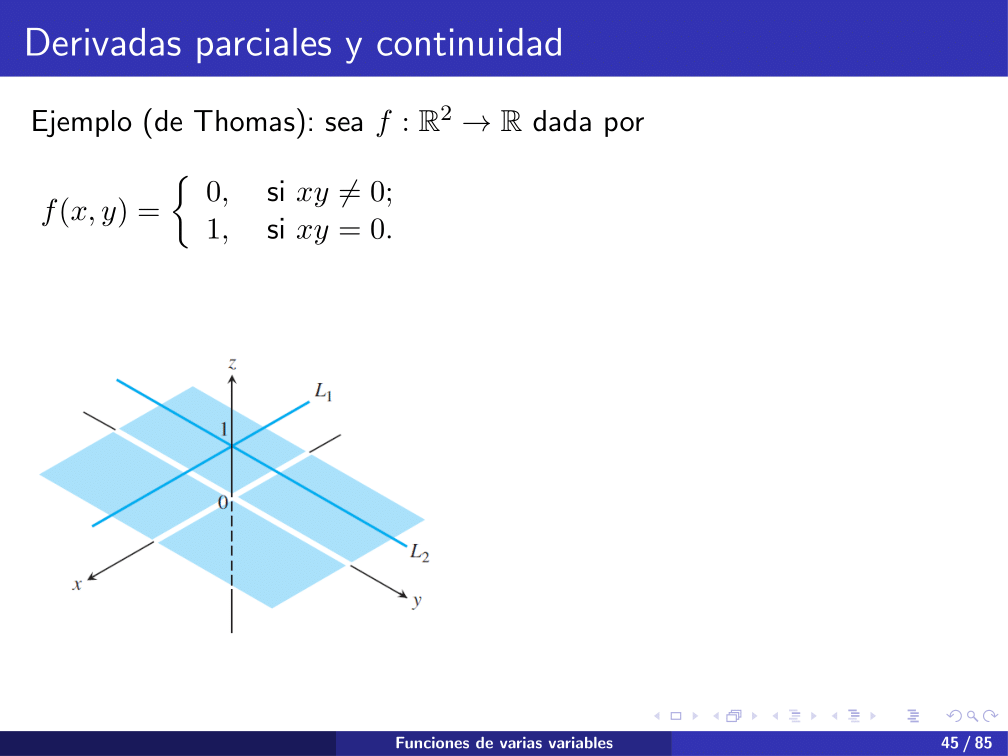 Derivadas parciales y continuidad
Ejemplo (de Thomas): sea f : ℝ² → ℝ dada por
f(x, y) = { 0, si xy ≠ 0;
1, si xy = 0.
z
L₁
1
0
L₂
x
y
Funciones de varias variables
45 / 85